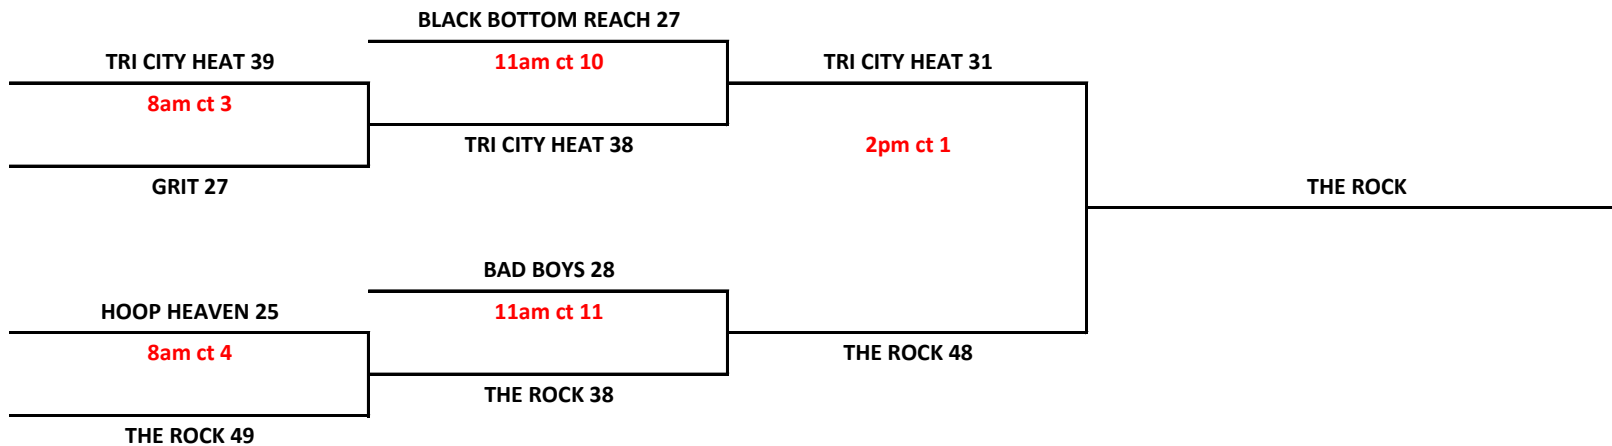 BLACK BOTTOM REACH 27
TRI CITY HEAT 39
11am ct 10
TRI CITY HEAT 31
8am ct 3
TRI CITY HEAT 38
2pm ct 1
GRIT 27
THE ROCK
BAD BOYS 28
HOOP HEAVEN 25
11am ct 11
8am ct 4
THE ROCK 48
THE ROCK 38
THE ROCK 49